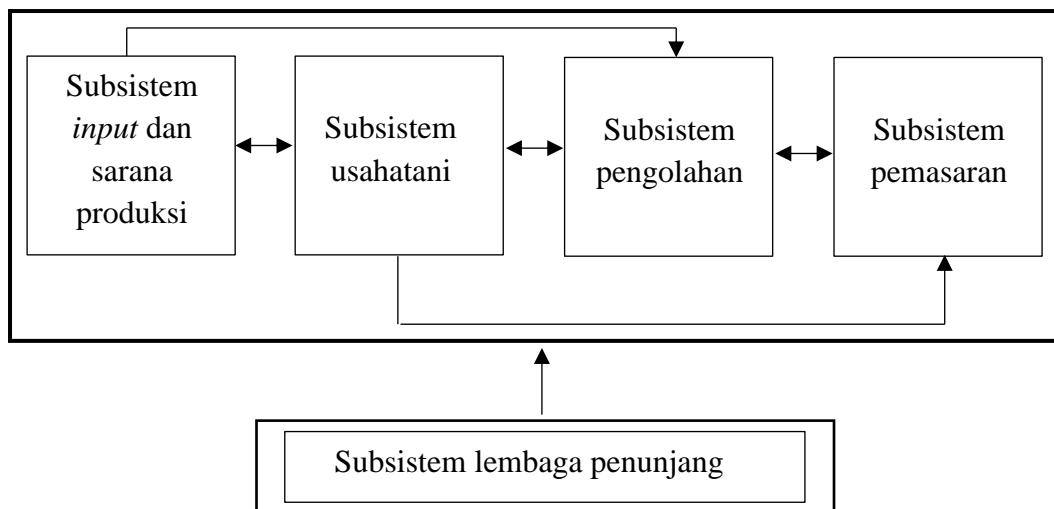 Subsistem
input dan
sarana
produksi
Subsistem
usahatani
Subsistem
pengolahan
Subsistem
pemasaran
Subsistem lembaga penunjang